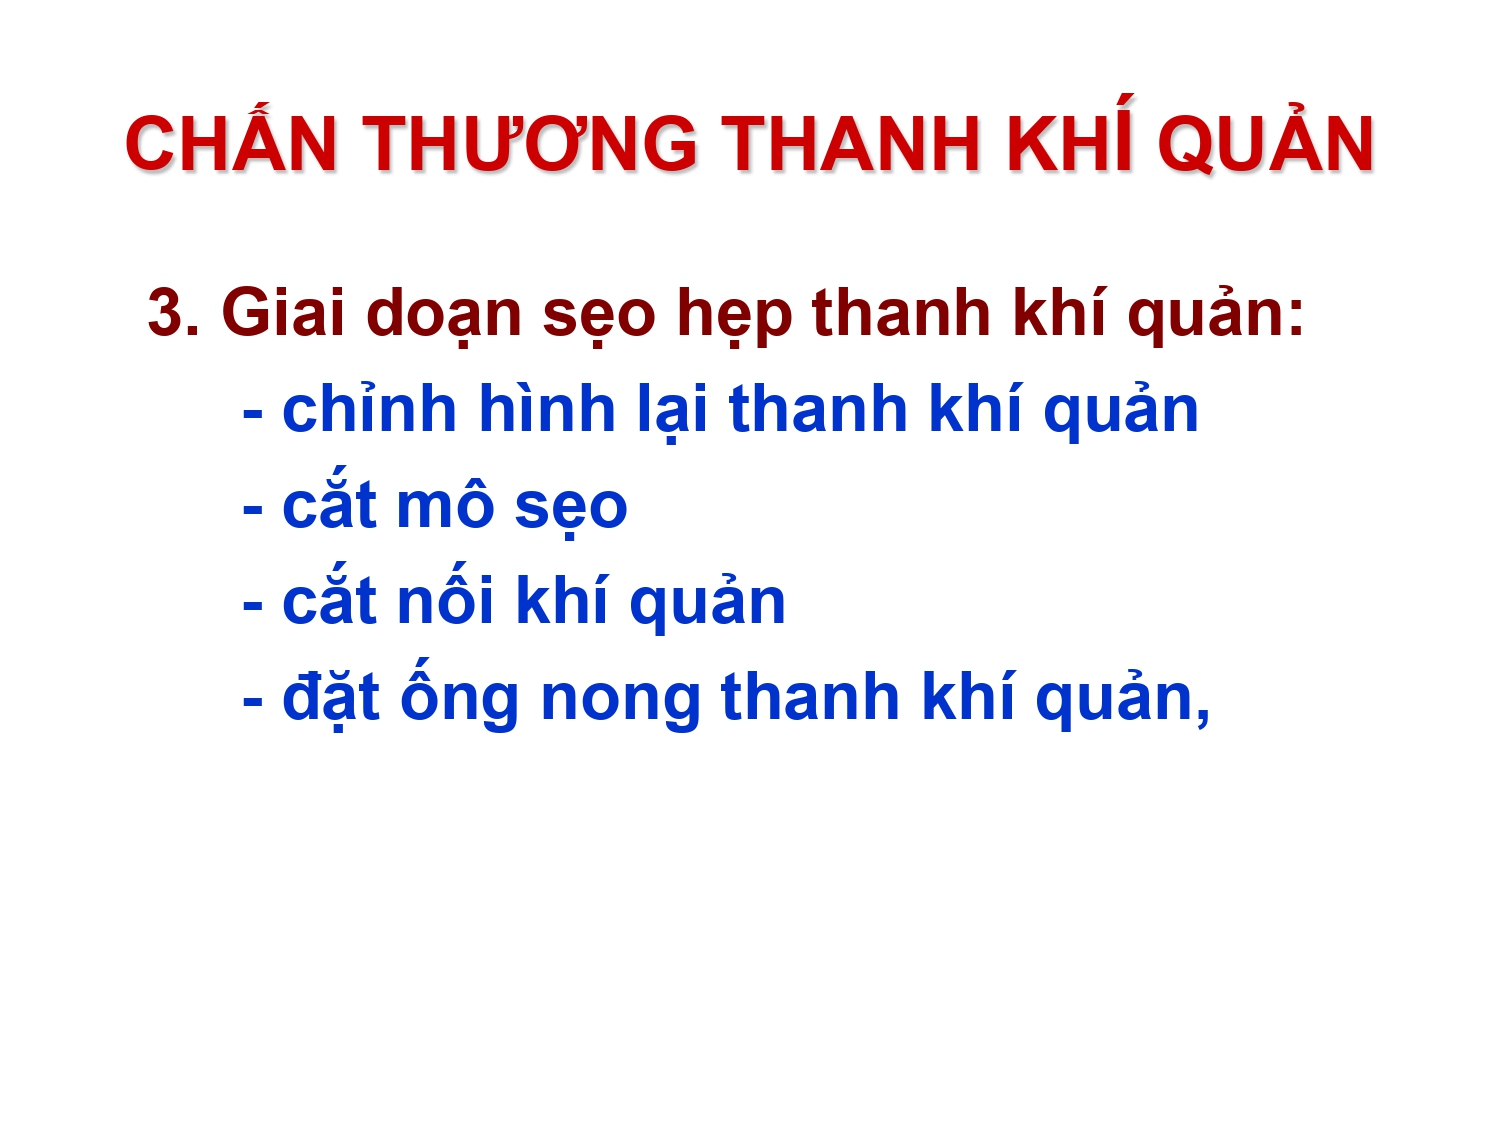 CHẤN THƯƠNG THANH KHÍ QUẢN
3. Giai doạn sẹo hẹp thanh khí quản:
- chỉnh hình lại thanh khí quản
- cắt mô sẹo
- cắt nối khí quản
- đặt ống nong thanh khí quản,